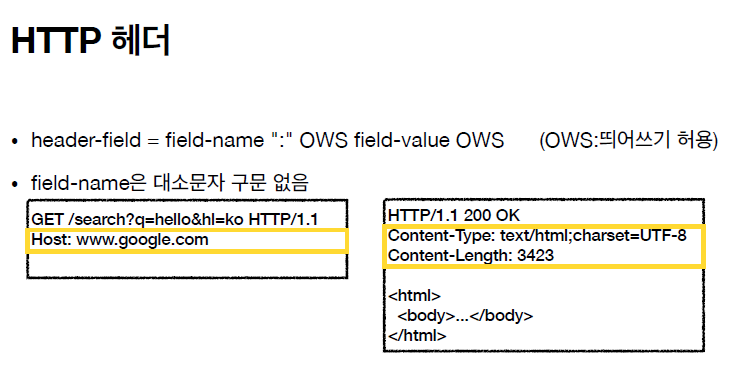 HTTP 헤더
• header-field = field-name ":" OWS field-value OWS (OWS:띄어쓰기 허용)
• field-name은 대소문자 구문 없음
GET /search?q=hello&hl=ko HTTP/1.1
Host: www.google.com
HTTP/1.1 200 OK
Content-Type: text/html;charset=UTF-8
Content-Length: 3423
<html>
<body>...</body>
</html>